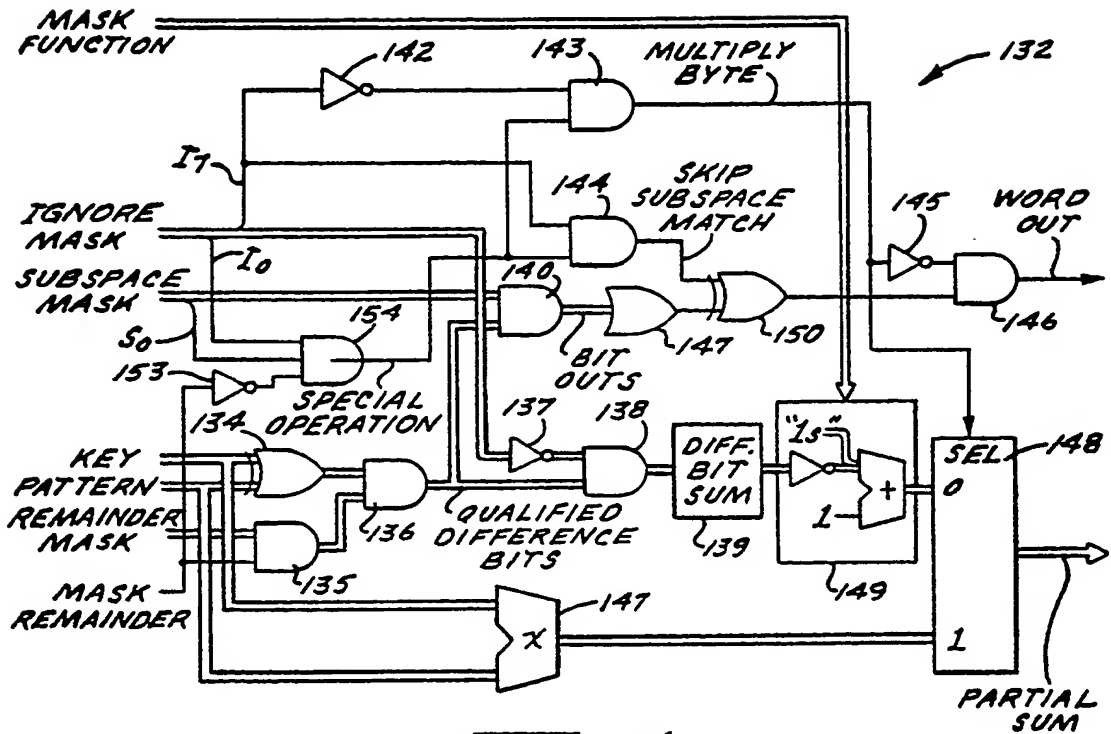 MASK
FUNCTION
142
143
MULTIPLY
BYTE
132
I7
IGNORE
MASK
I0
144
SKIP
SUBSPACE
MATCH
145
WORD
OUT
SUBSPACE
MASK
S0
140
154
153
147
150
146
BIT
OUTS
SPECIAL
OPERATION
134
137
138
"1s"
SEL
148
KEY
PATTERN
DIFF.
BIT
SUM
+
0
1
REMAINDER
MASK
136
QUALIFIED
DIFFERENCE
BITS
139
149
135
MASK
REMAINDER
147
X
1
PARTIAL
SUM